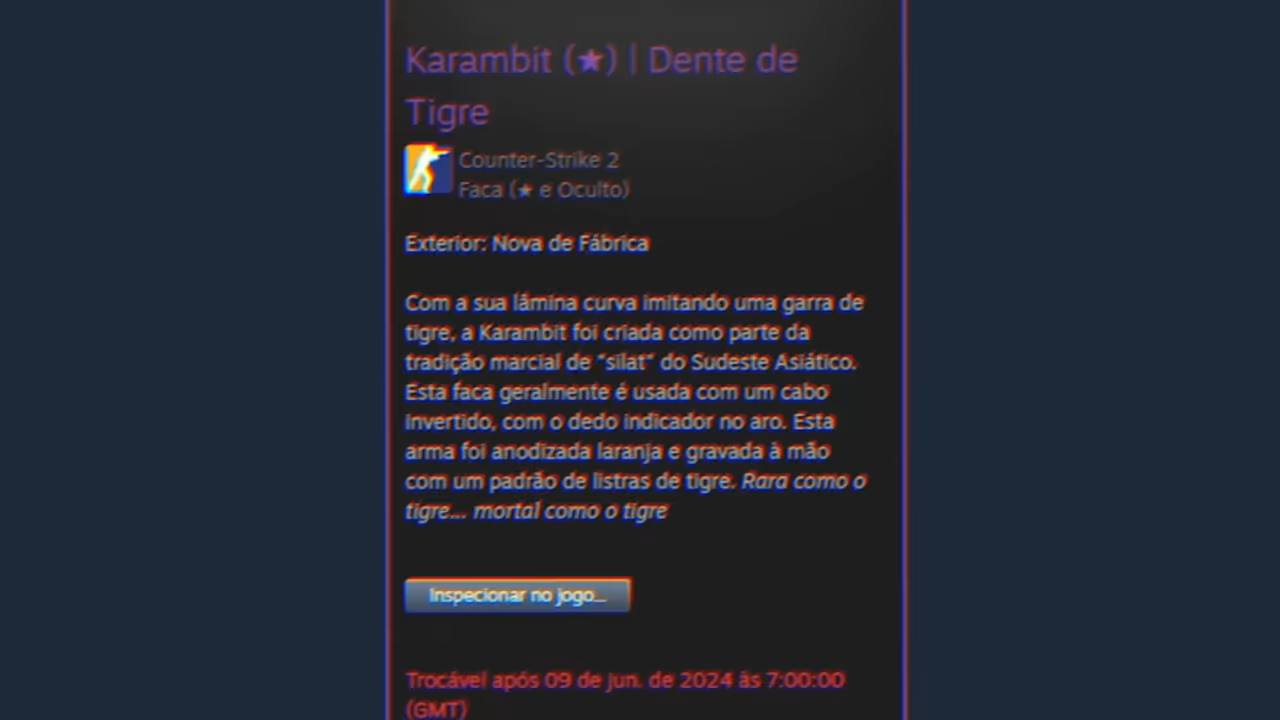 Karambit (★) | Dente de
Tigre
Counter-Strike 2
Faca (★ e Oculto)
Exterior: Nova de Fábrica
Com a sua lâmina curva imitando uma garra de
tigre, a Karambit foi criada como parte da
tradição marcial de "silat" do Sudeste Asiático.
Esta faca geralmente é usada com um cabo
invertido, com o dedo indicador no aro. Esta
arma foi anodizada laranja e gravada à mão
com um padrão de listras de tigre. Rara como o
tigre... mortal como o tigre
Inspecionar no jogo...
Trocável após 09 de jun. de 2024 às 7:00:00
(GMT)